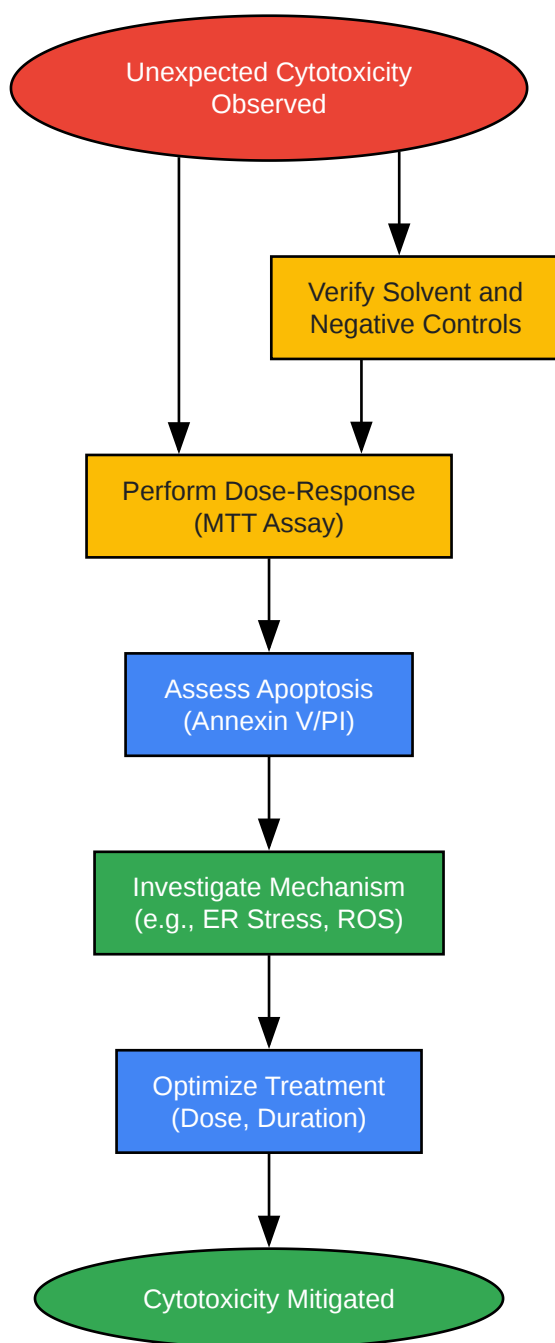 Unexpected Cytotoxicity
Observed
Verify Solvent and
Negative Controls
Perform Dose-Response
(MTT Assay)
Assess Apoptosis
(Annexin V/PI)
Investigate Mechanism
(e.g., ER Stress, ROS)
Optimize Treatment
(Dose, Duration)
Cytotoxicity Mitigated